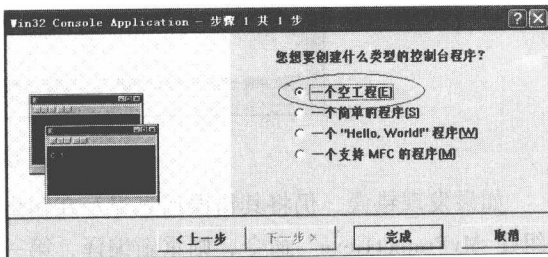 Win32 Console Application - 步骤 1 共 1 步
您想要创建什么类型的控制台程序?
一个空工程[E]
一个简单的程序[S]
一个 "Hello, World!" 程序[W]
一个支持 MFC 的程序[M]
<上一步
下一步>
完成
取消